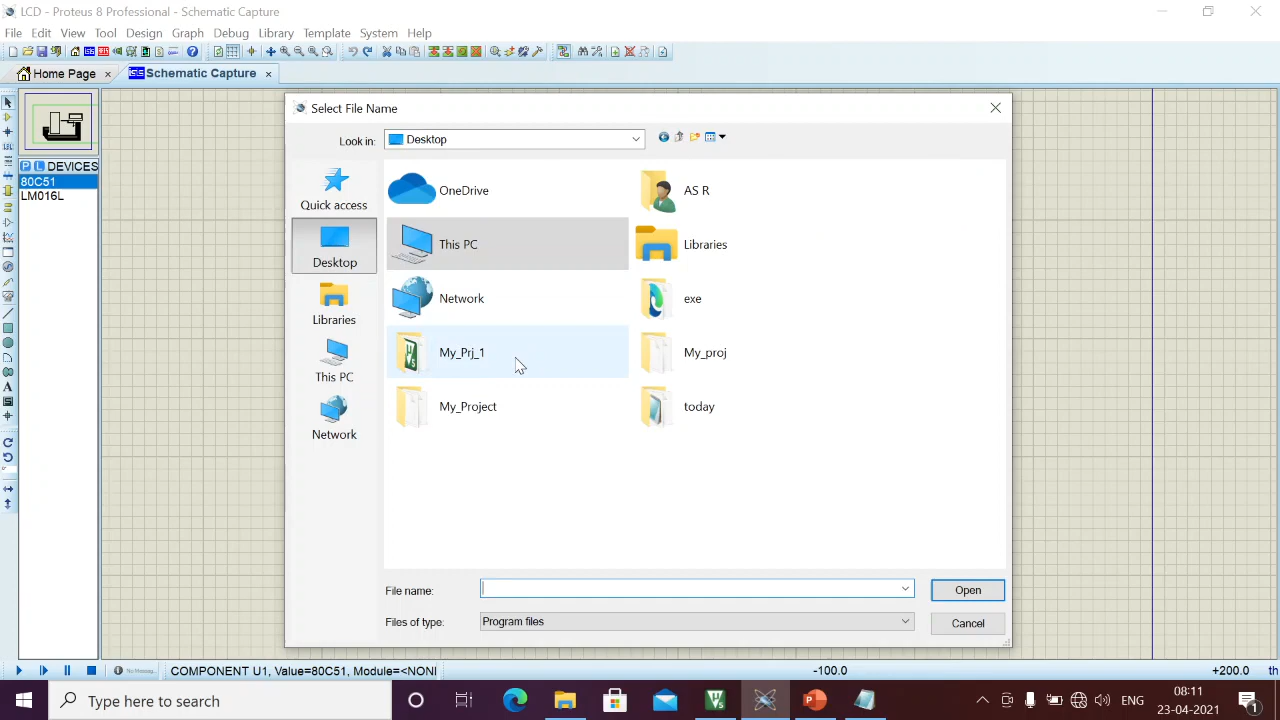 LCD - Proteus 8 Professional - Schematic Capture
File Edit View Tool Design Graph Debug Library Template System Help
Home Page
Schematic Capture
Select File Name
Look in: Desktop
P L DEVICES
80C51
LM016L
Quick access
Desktop
Libraries
This PC
Network
OneDrive
AS R
This PC
Libraries
Network
exe
My_Prj_1
My_proj
My_Project
today
File name:
Open
Files of type: Program files
Cancel
No Messag...
COMPONENT U1, Value=80C51, Module=<NONI
-100.0
+200.0 th
Type here to search
ENG
08:11
23-04-2021
1